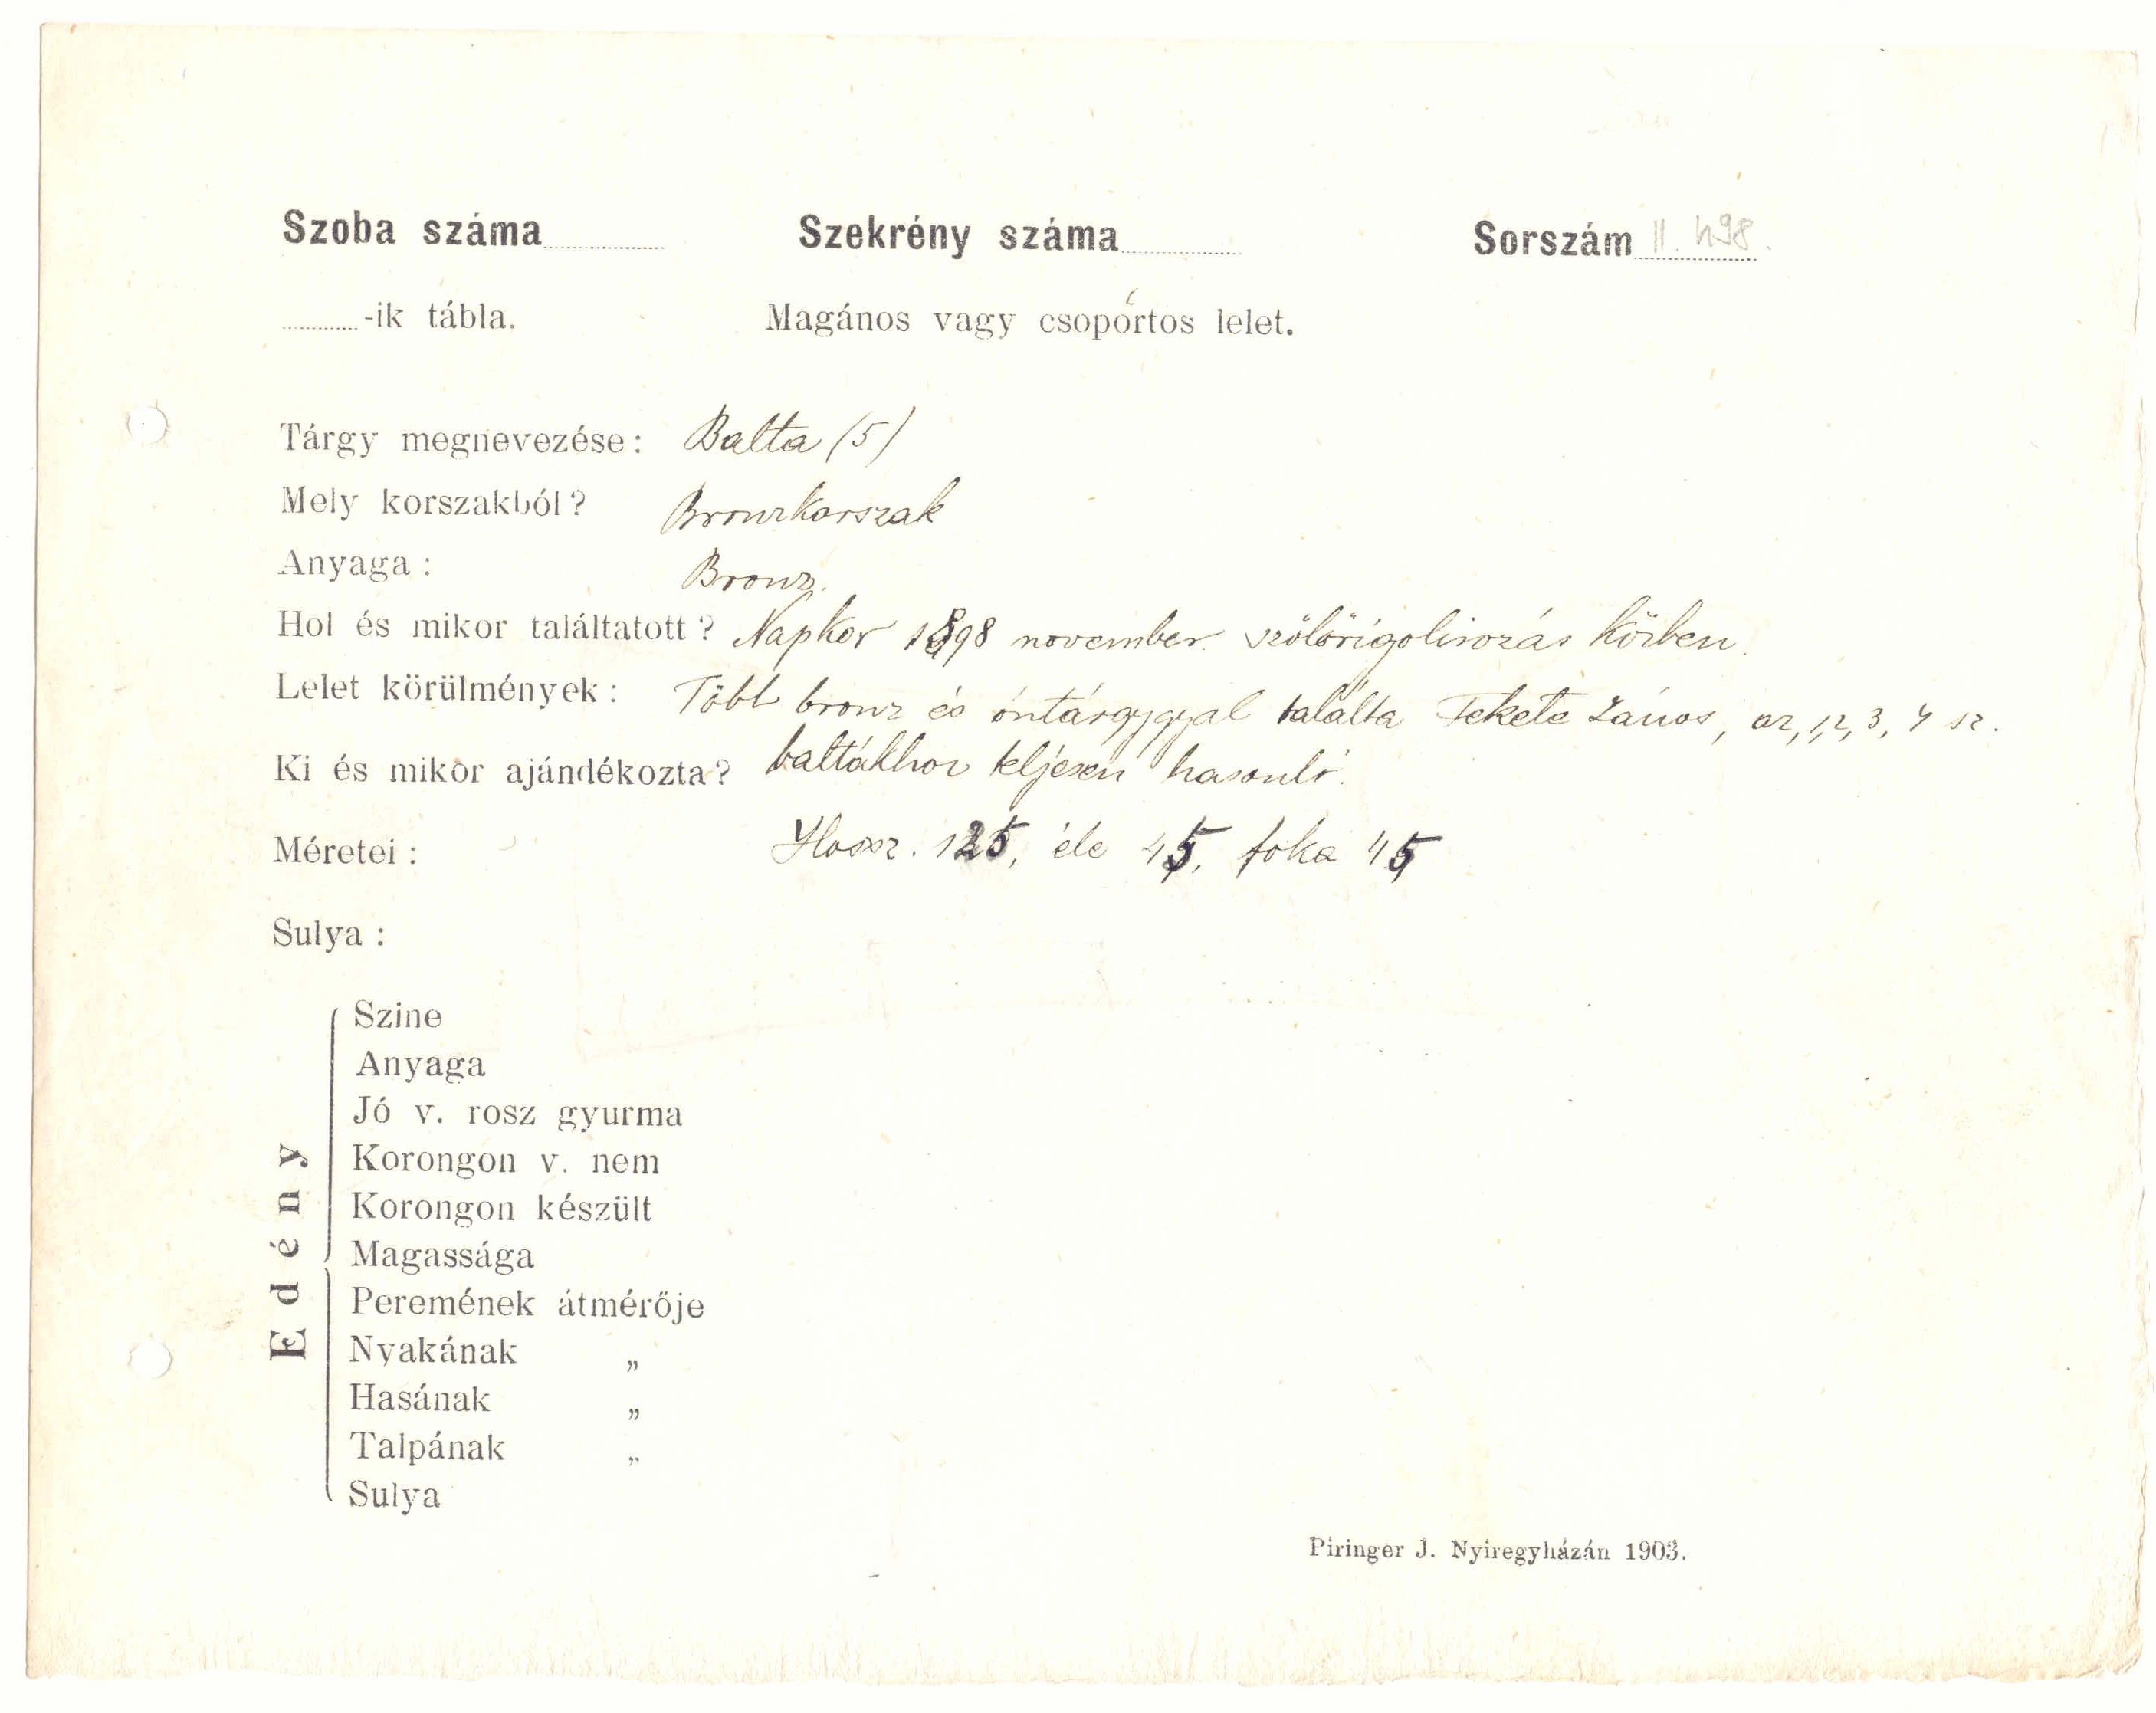 Szoba száma Szekrény száma Sorszám II. 498.
-ik tábla. Magános vagy csoportos lelet.
Tárgy megnevezése: Balta (5)
Mely korszakból? Bronzkorszak
Anyaga: Bronz.
Hol és mikor találtatott? Napkor 1898 november. szőlőrigolirozás közben.
Lelet körülmények: Több bronz és óntárgygyal találta Fekete János, az 1, 2, 3, 4 sz.
Ki és mikor ajándékozta? baltákhoz teljesen hasonló.
Méretei: Hossz. 125, éle 45, foka 45
Sulya:
Edény
Szine
Anyaga
Jó v. rosz gyurma
Korongon v. nem
Korongon készült
Magassága
Peremének átmérője
Nyakának „
Hasának „
Talpának „
Sulya
Piringer J. Nyiregyházán 1903.